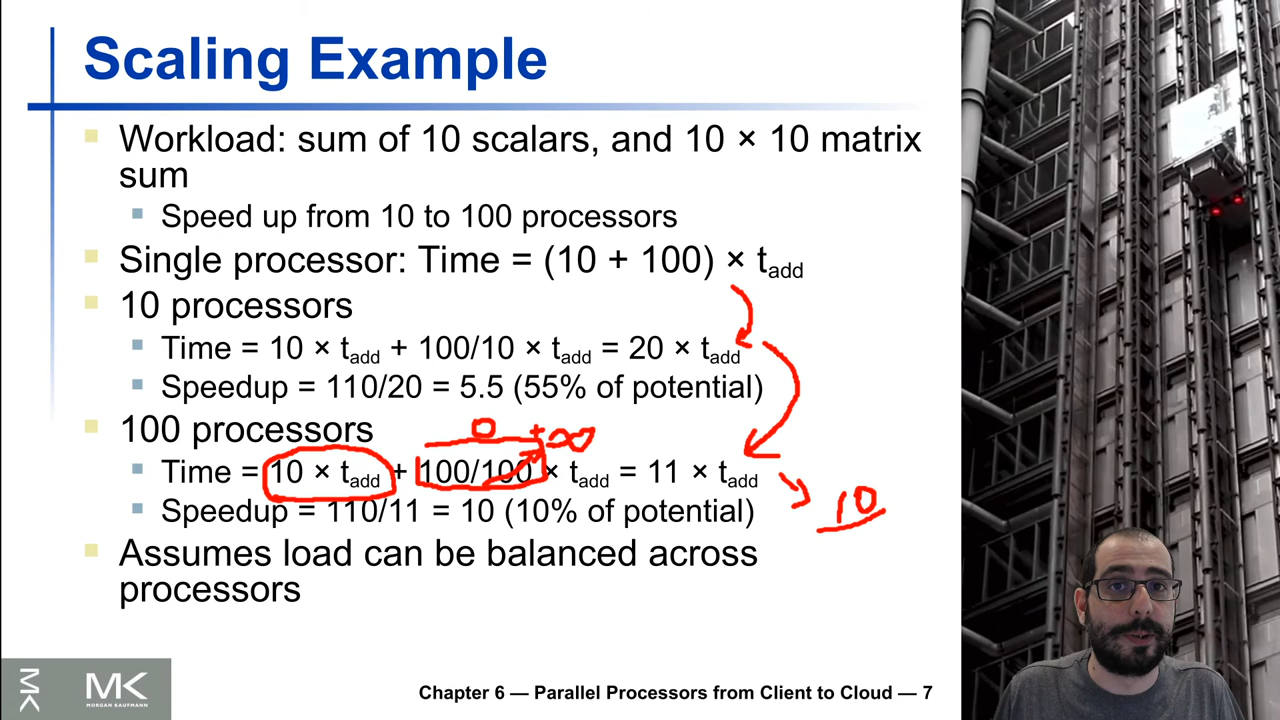 Scaling Example
Workload: sum of 10 scalars, and 10 × 10 matrix
sum
Speed up from 10 to 100 processors
Single processor: Time = (10 + 100) × tadd
10 processors
Time = 10 × tadd + 100/10 × tadd = 20 × tadd
Speedup = 110/20 = 5.5 (55% of potential)
100 processors
0 +∞
Time = 10 × tadd + 100/100 × tadd = 11 × tadd
10
Speedup = 110/11 = 10 (10% of potential)
Assumes load can be balanced across
processors
MK
MK
MORGAN KAUFMANN
Chapter 6 — Parallel Processors from Client to Cloud — 7